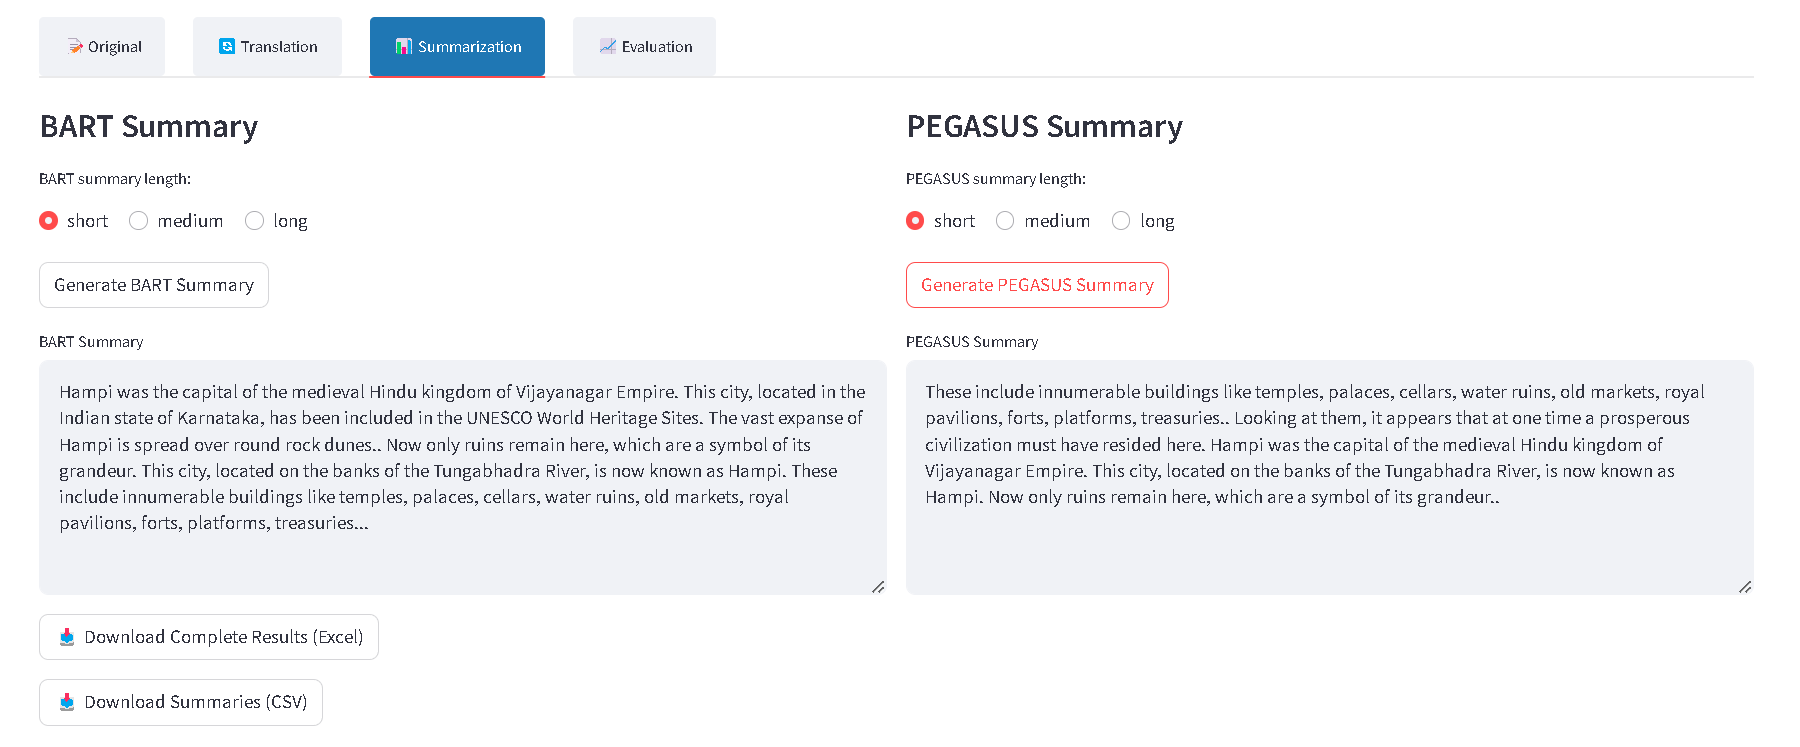 Original
Translation
Summarization
Evaluation
BART Summary
BART summary length:
short
medium
long
Generate BART Summary
BART Summary
Hampi was the capital of the medieval Hindu kingdom of Vijayanagar Empire. This city, located in the
Indian state of Karnataka, has been included in the UNESCO World Heritage Sites. The vast expanse of
Hampi is spread over round rock dunes.. Now only ruins remain here, which are a symbol of its
grandeur. This city, located on the banks of the Tungabhadra River, is now known as Hampi. These
include innumerable buildings like temples, palaces, cellars, water ruins, old markets, royal
pavilions, forts, platforms, treasuries...
Download Complete Results (Excel)
Download Summaries (CSV)
PEGASUS Summary
PEGASUS summary length:
short
medium
long
Generate PEGASUS Summary
PEGASUS Summary
These include innumerable buildings like temples, palaces, cellars, water ruins, old markets, royal
pavilions, forts, platforms, treasuries.. Looking at them, it appears that at one time a prosperous
civilization must have resided here. Hampi was the capital of the medieval Hindu kingdom of
Vijayanagar Empire. This city, located on the banks of the Tungabhadra River, is now known as
Hampi. Now only ruins remain here, which are a symbol of its grandeur..